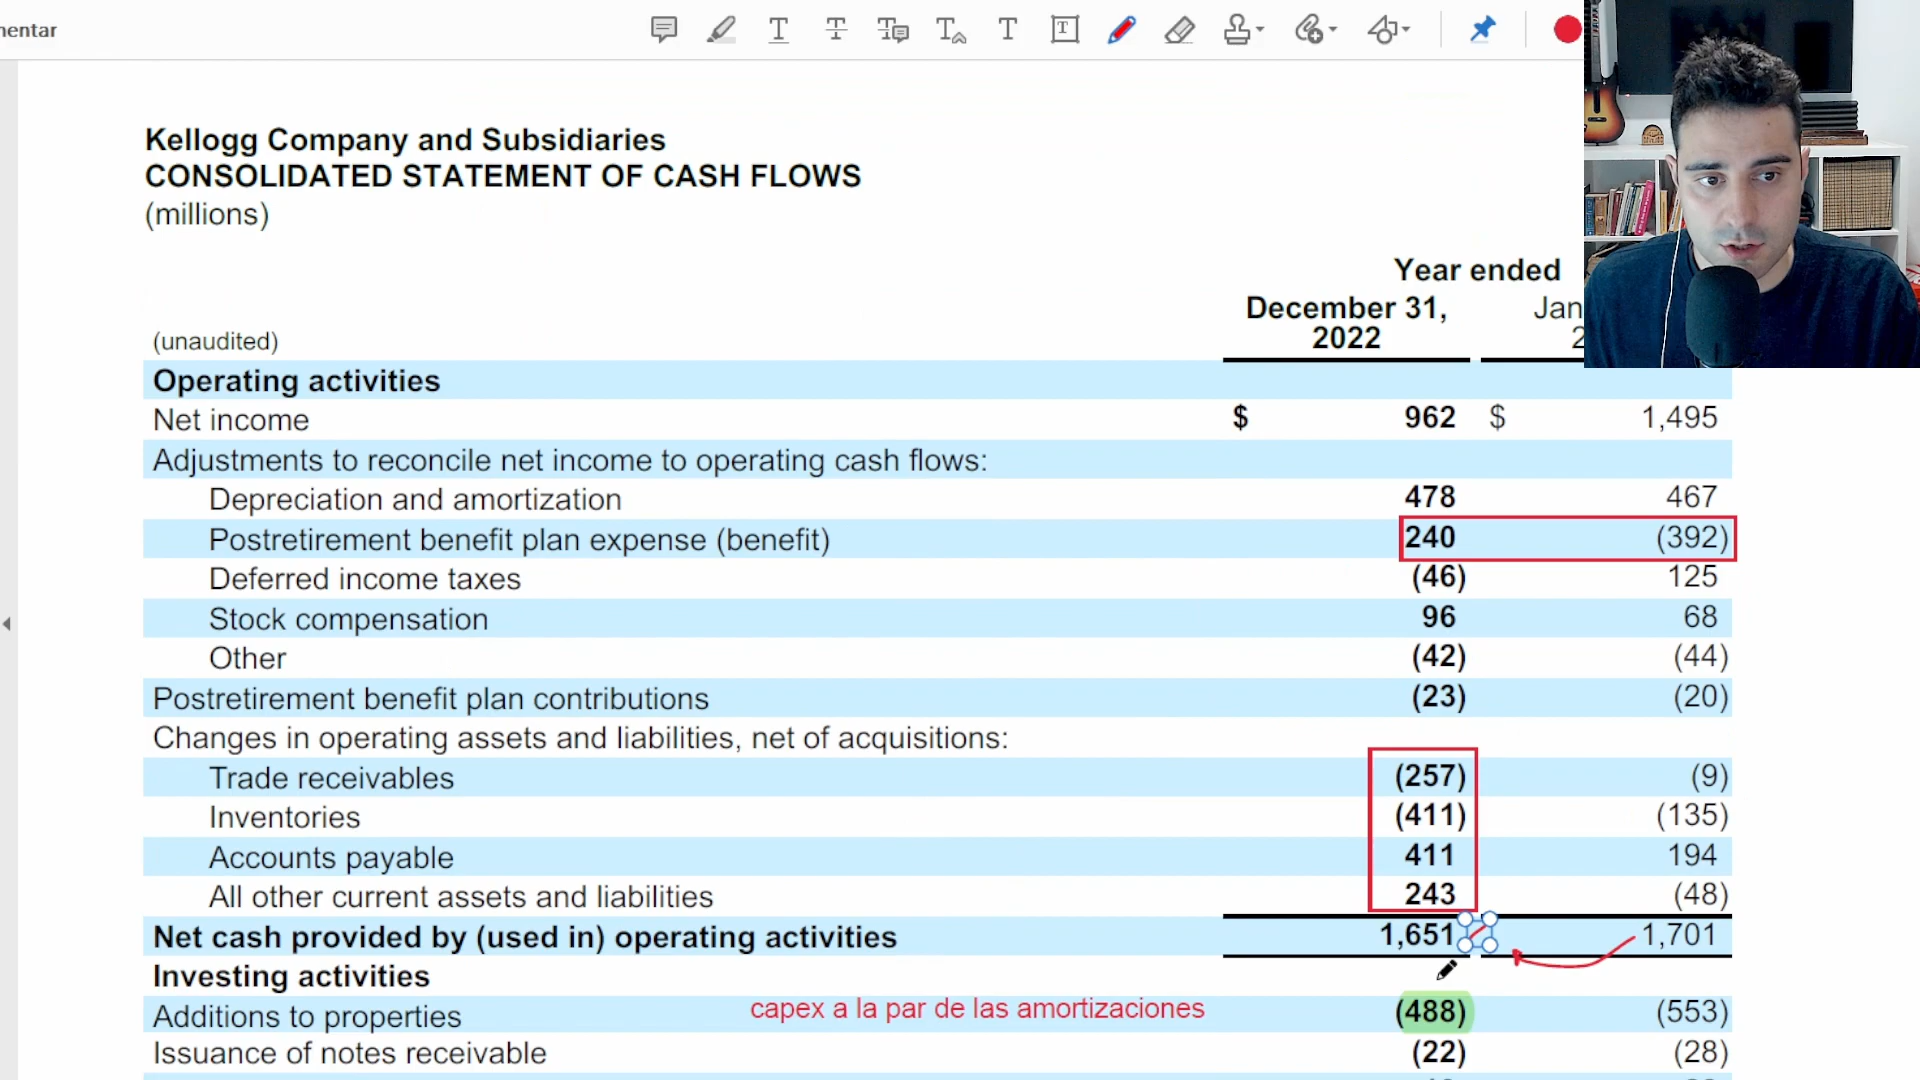 nentar
Kellogg Company and Subsidiaries
CONSOLIDATED STATEMENT OF CASH FLOWS
(millions)
Year ended
December 31, Jan
(unaudited) 2022 2
Operating activities
Net income $ 962 $ 1,495
Adjustments to reconcile net income to operating cash flows:
Depreciation and amortization 478 467
Postretirement benefit plan expense (benefit) 240 (392)
Deferred income taxes (46) 125
Stock compensation 96 68
Other (42) (44)
Postretirement benefit plan contributions (23) (20)
Changes in operating assets and liabilities, net of acquisitions:
Trade receivables (257) (9)
Inventories (411) (135)
Accounts payable 411 194
All other current assets and liabilities 243 (48)
Net cash provided by (used in) operating activities 1,651 1,701
Investing activities
Additions to properties capex a la par de las amortizaciones (488) (553)
Issuance of notes receivable (22) (28)